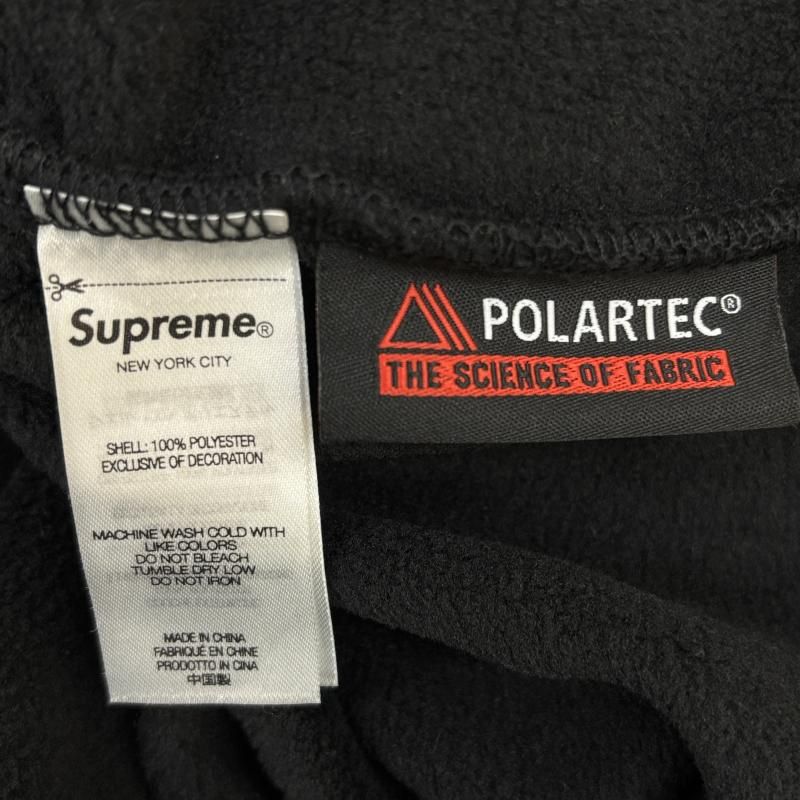 Supreme®
NEW YORK CITY
SHELL: 100% POLYESTER
EXCLUSIVE OF DECORATION
MACHINE WASH COLD WITH
LIKE COLORS
DO NOT BLEACH
TUMBLE DRY LOW
DO NOT IRON
MADE IN CHINA
FABRIQUÉ EN CHINE
PRODOTTO IN CINA
中国製
POLARTEC®
THE SCIENCE OF FABRIC